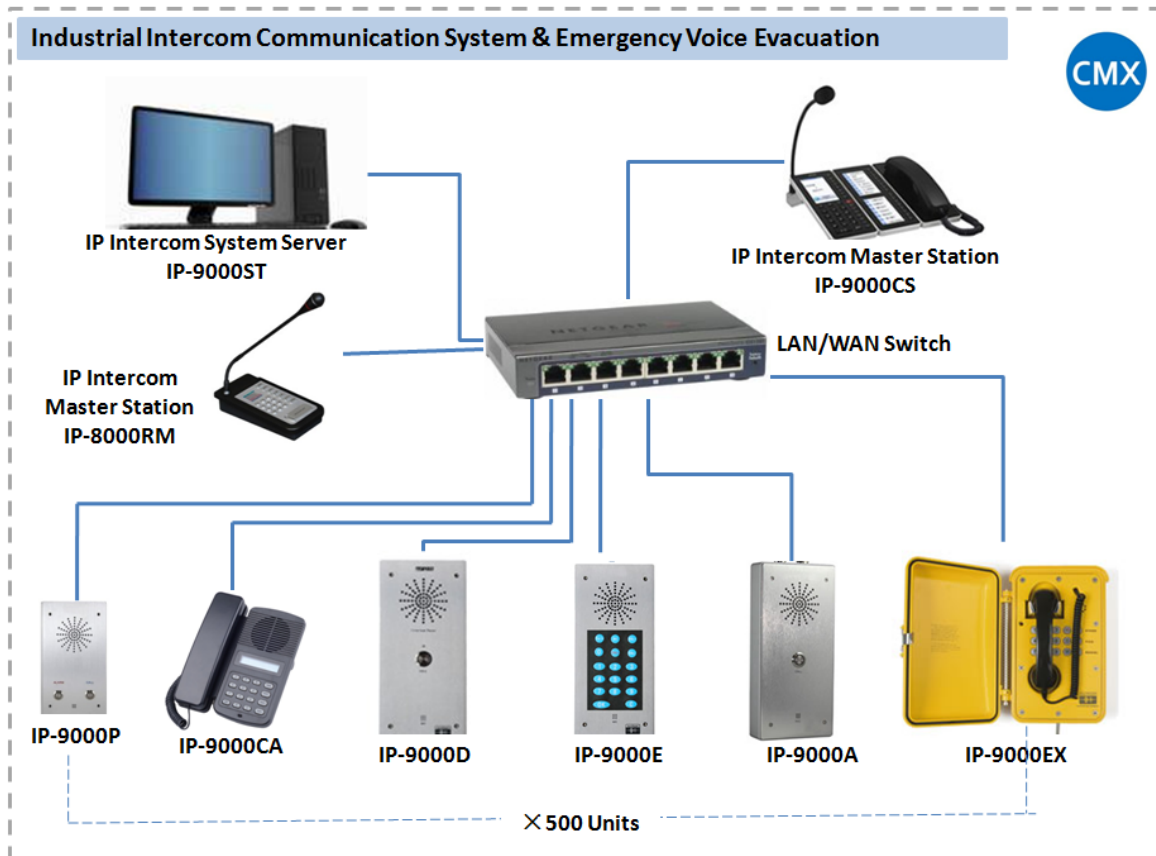 Industrial Intercom Communication System & Emergency Voice Evacuation
CMX
IP Intercom System Server
IP-9000ST
IP Intercom Master Station
IP-9000CS
NETGEAR
LAN/WAN Switch
IP Intercom
Master Station
IP-8000RM
IP-9000P
IP-9000CA
IP-9000D
IP-9000E
IP-9000A
IP-9000EX
×500 Units